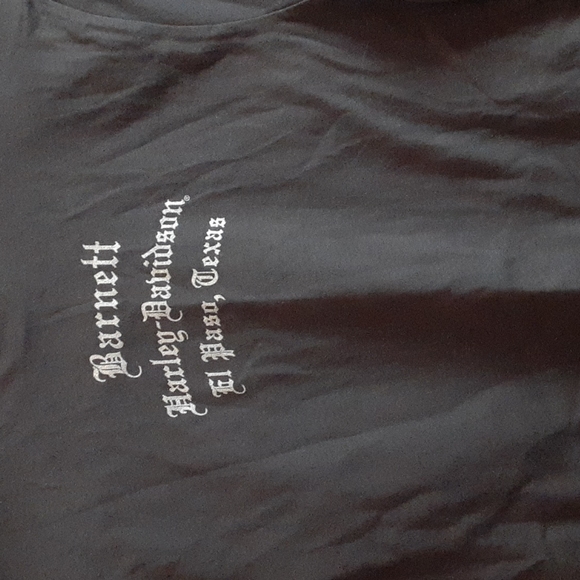 Barnett
Harley-Davidson®
El Paso, Texas